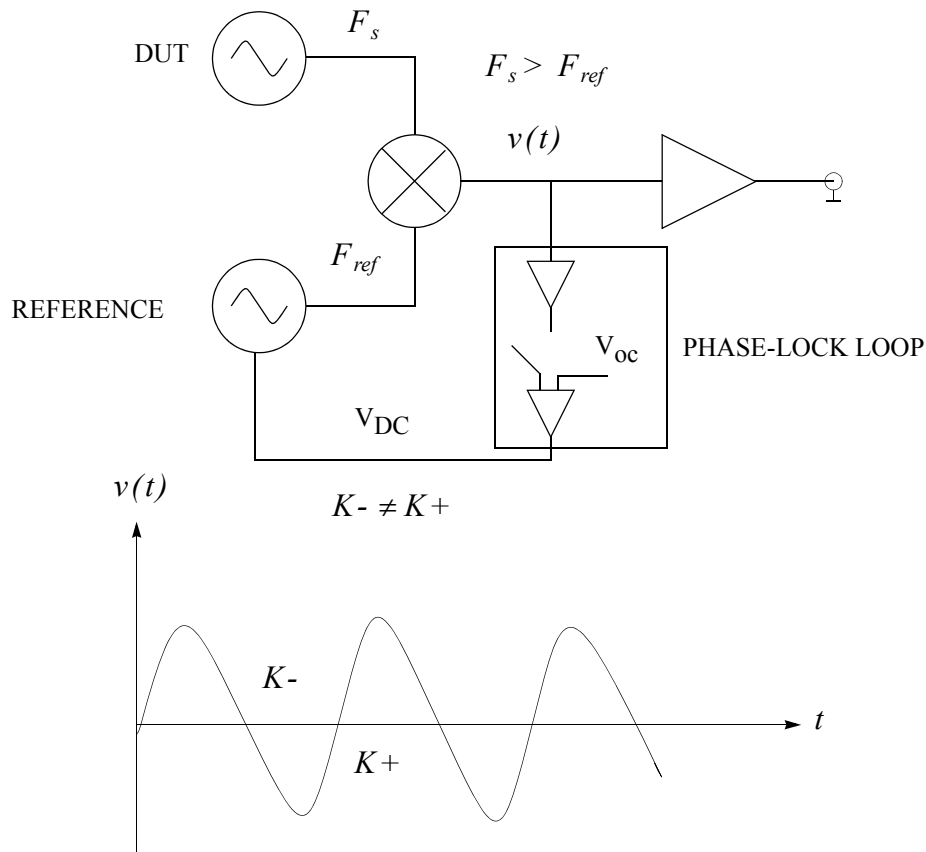 F_s
DUT
F_s > F_ref
v(t)
F_ref
REFERENCE
V_oc
PHASE-LOCK LOOP
V_DC
v(t)
K- ≠ K+
K-
t
K+